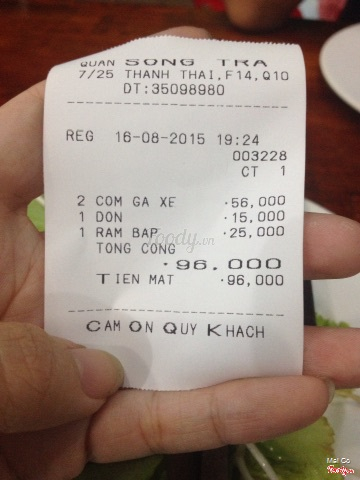 QUAN SONG TRA
7/25 THANH THAI,F14,Q10
DT:35098980
REG 16-08-2015 19:24
003228
CT 1
2 COM GA XE ·56,000
1 DON ·15,000
1 RAM BAP ·25,000
TONG CONG
·96,000
TIEN MAT ·96,000
CAM ON QUY KHACH
foody.vn